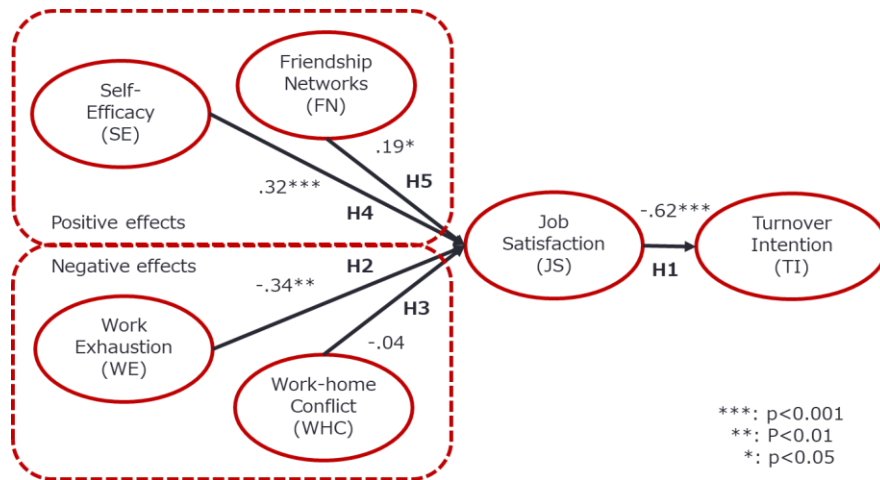 Self-
Efficacy
(SE)
Friendship
Networks
(FN)
.19*
.32***
H5
H4
Positive effects
Negative effects
H2
-.34**
H3
-.04
Work
Exhaustion
(WE)
Work-home
Conflict
(WHC)
Job
Satisfaction
(JS)
-.62***
H1
Turnover
Intention
(TI)
***: p<0.001
**: P<0.01
*: p<0.05